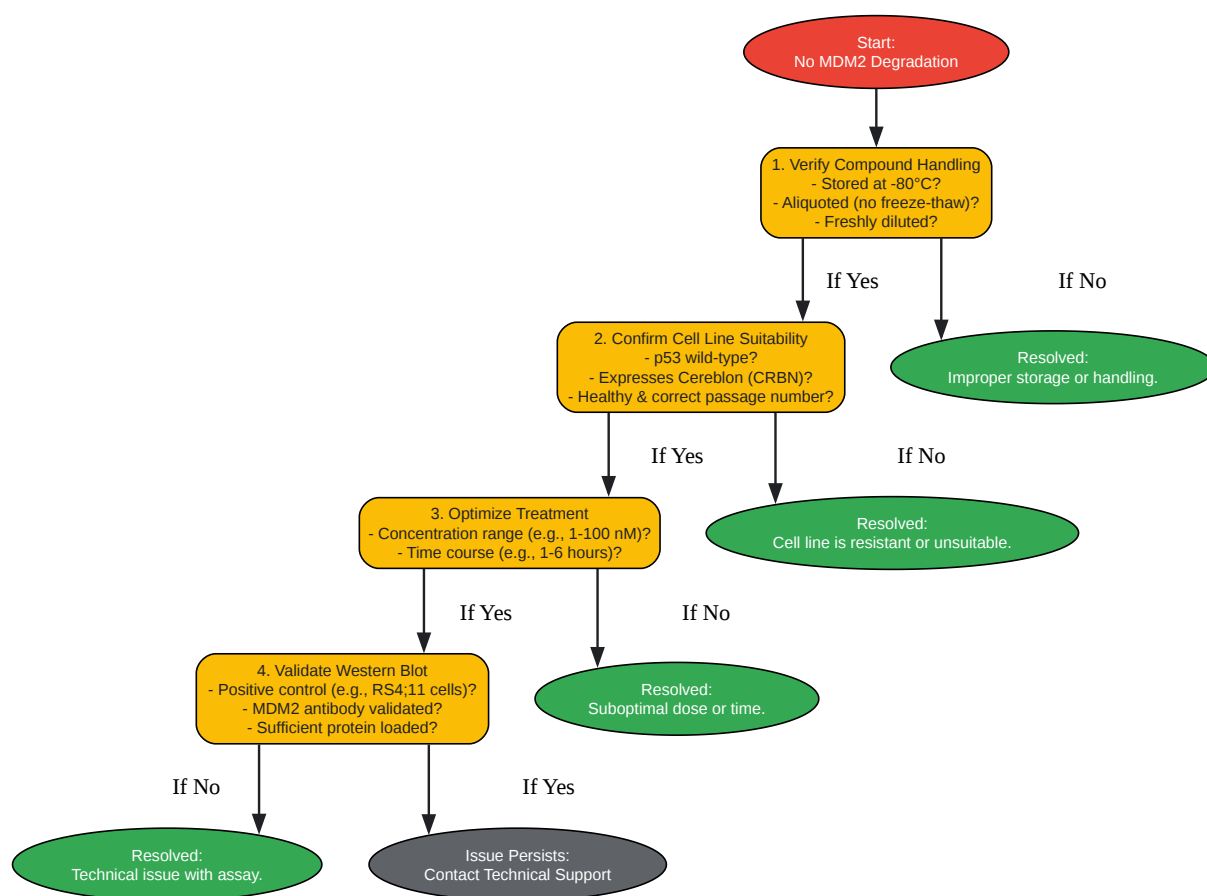 Start:
No MDM2 Degradation
1. Verify Compound Handling
- Stored at -80°C?
- Aliquoted (no freeze-thaw)?
- Freshly diluted?
If Yes
If No
2. Confirm Cell Line Suitability
- p53 wild-type?
- Expresses Cereblon (CRBN)?
- Healthy & correct passage number?
Resolved:
Improper storage or handling.
If Yes
If No
3. Optimize Treatment
- Concentration range (e.g., 1-100 nM)?
- Time course (e.g., 1-6 hours)?
Resolved:
Cell line is resistant or unsuitable.
If Yes
If No
4. Validate Western Blot
- Positive control (e.g., RS4;11 cells)?
- MDM2 antibody validated?
- Sufficient protein loaded?
Resolved:
Suboptimal dose or time.
If No
If Yes
Resolved:
Technical issue with assay.
Issue Persists:
Contact Technical Support